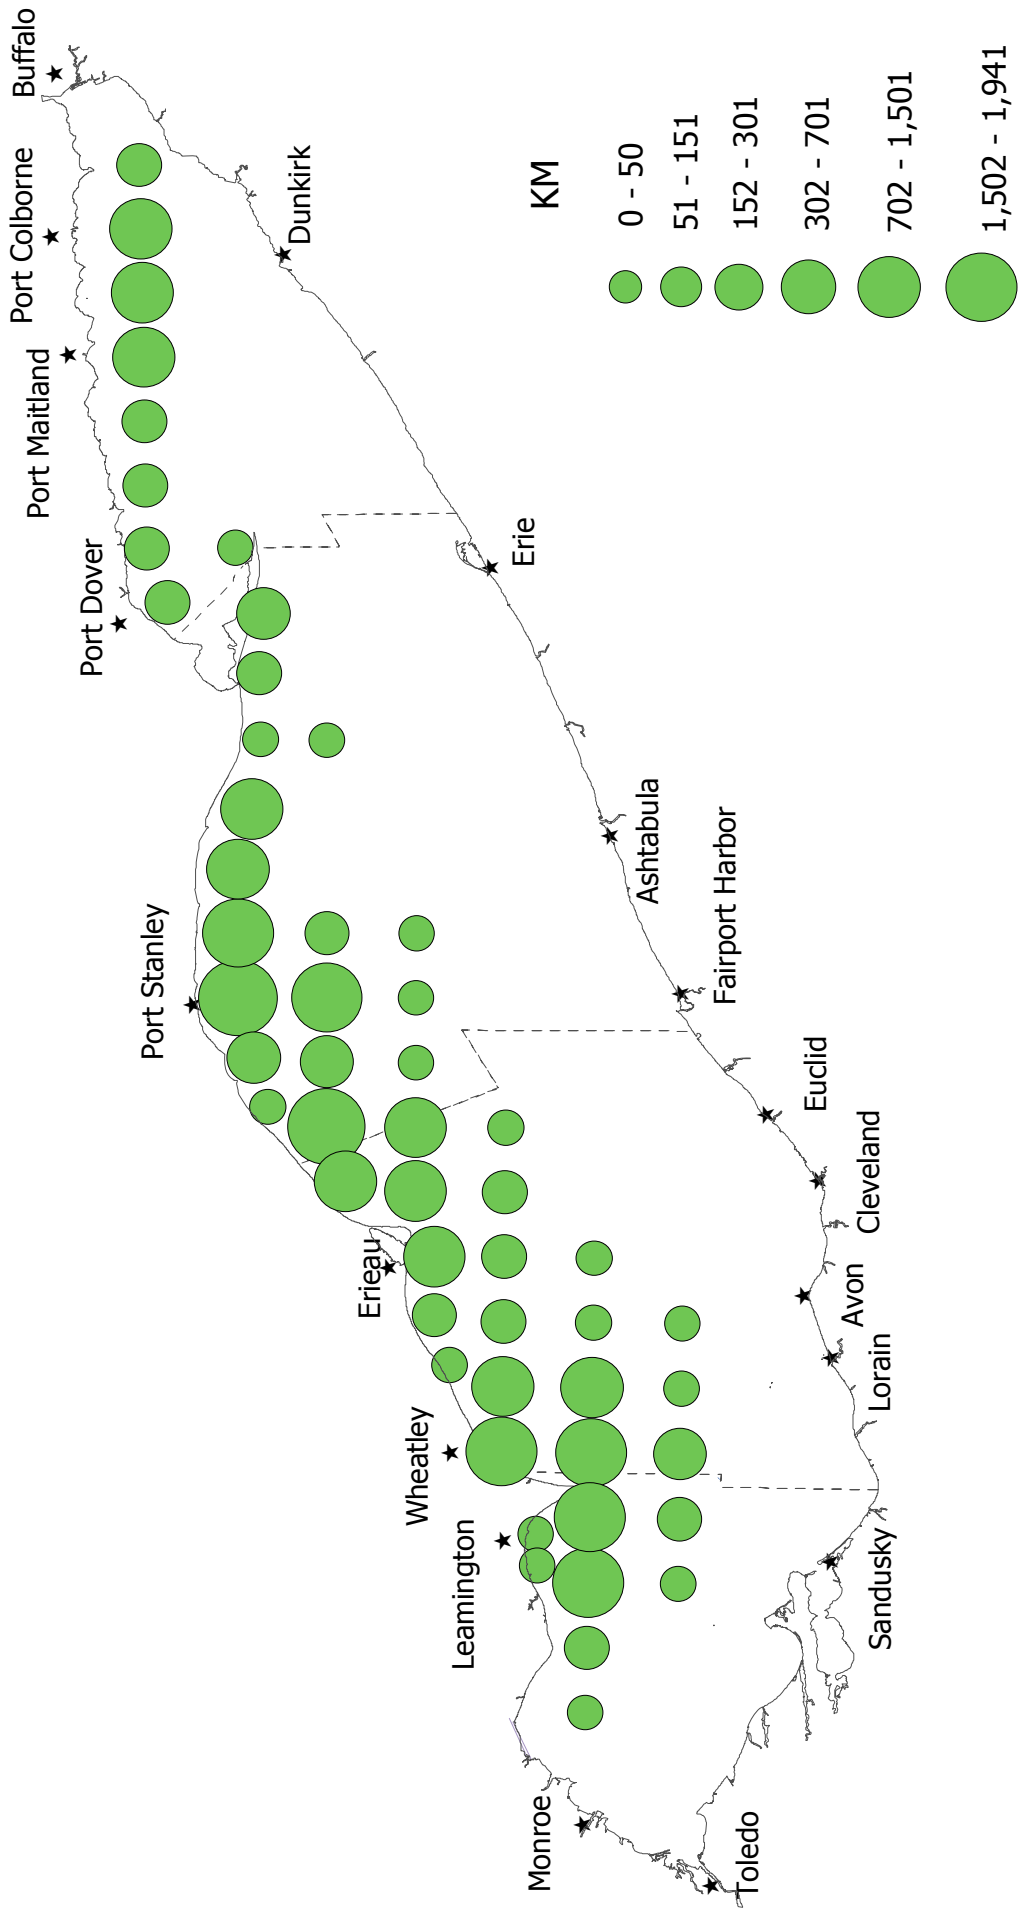 Buffalo
Port Colborne
Port Maitland
Port Dover
Dunkirk
Erie
Port Stanley
Ashtabula
Fairport Harbor
Erieau
Euclid
Cleveland
Avon
Lorain
Wheatley
Leamington
Sandusky
Monroe
Toledo
KM
0 - 50
51 - 151
152 - 301
302 - 701
702 - 1,501
1,502 - 1,941